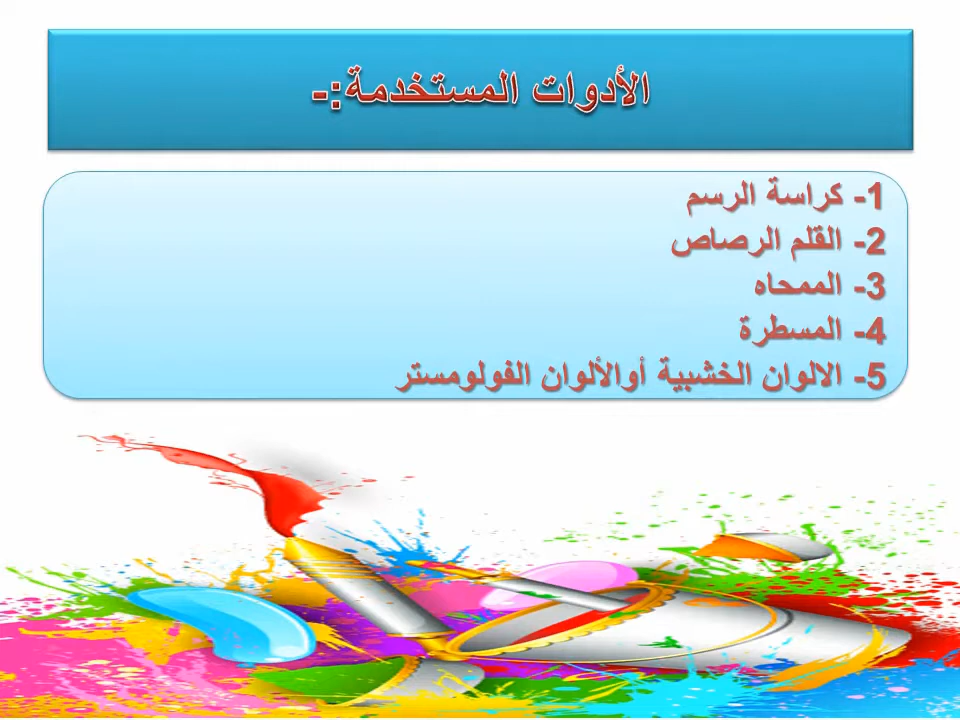 الأدوات المستخدمة:-
1- كراسة الرسم
2- القلم الرصاص
3- الممحاه
4- المسطرة
5- الالوان الخشبية أوالألوان الفولومستر